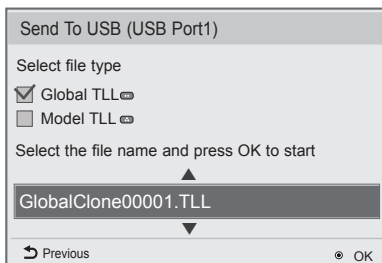 Send To USB (USB Port1)
Select file type
Global TLL
Model TLL
Select the file name and press OK to start
GlobalClone00001.TLL
Previous
OK